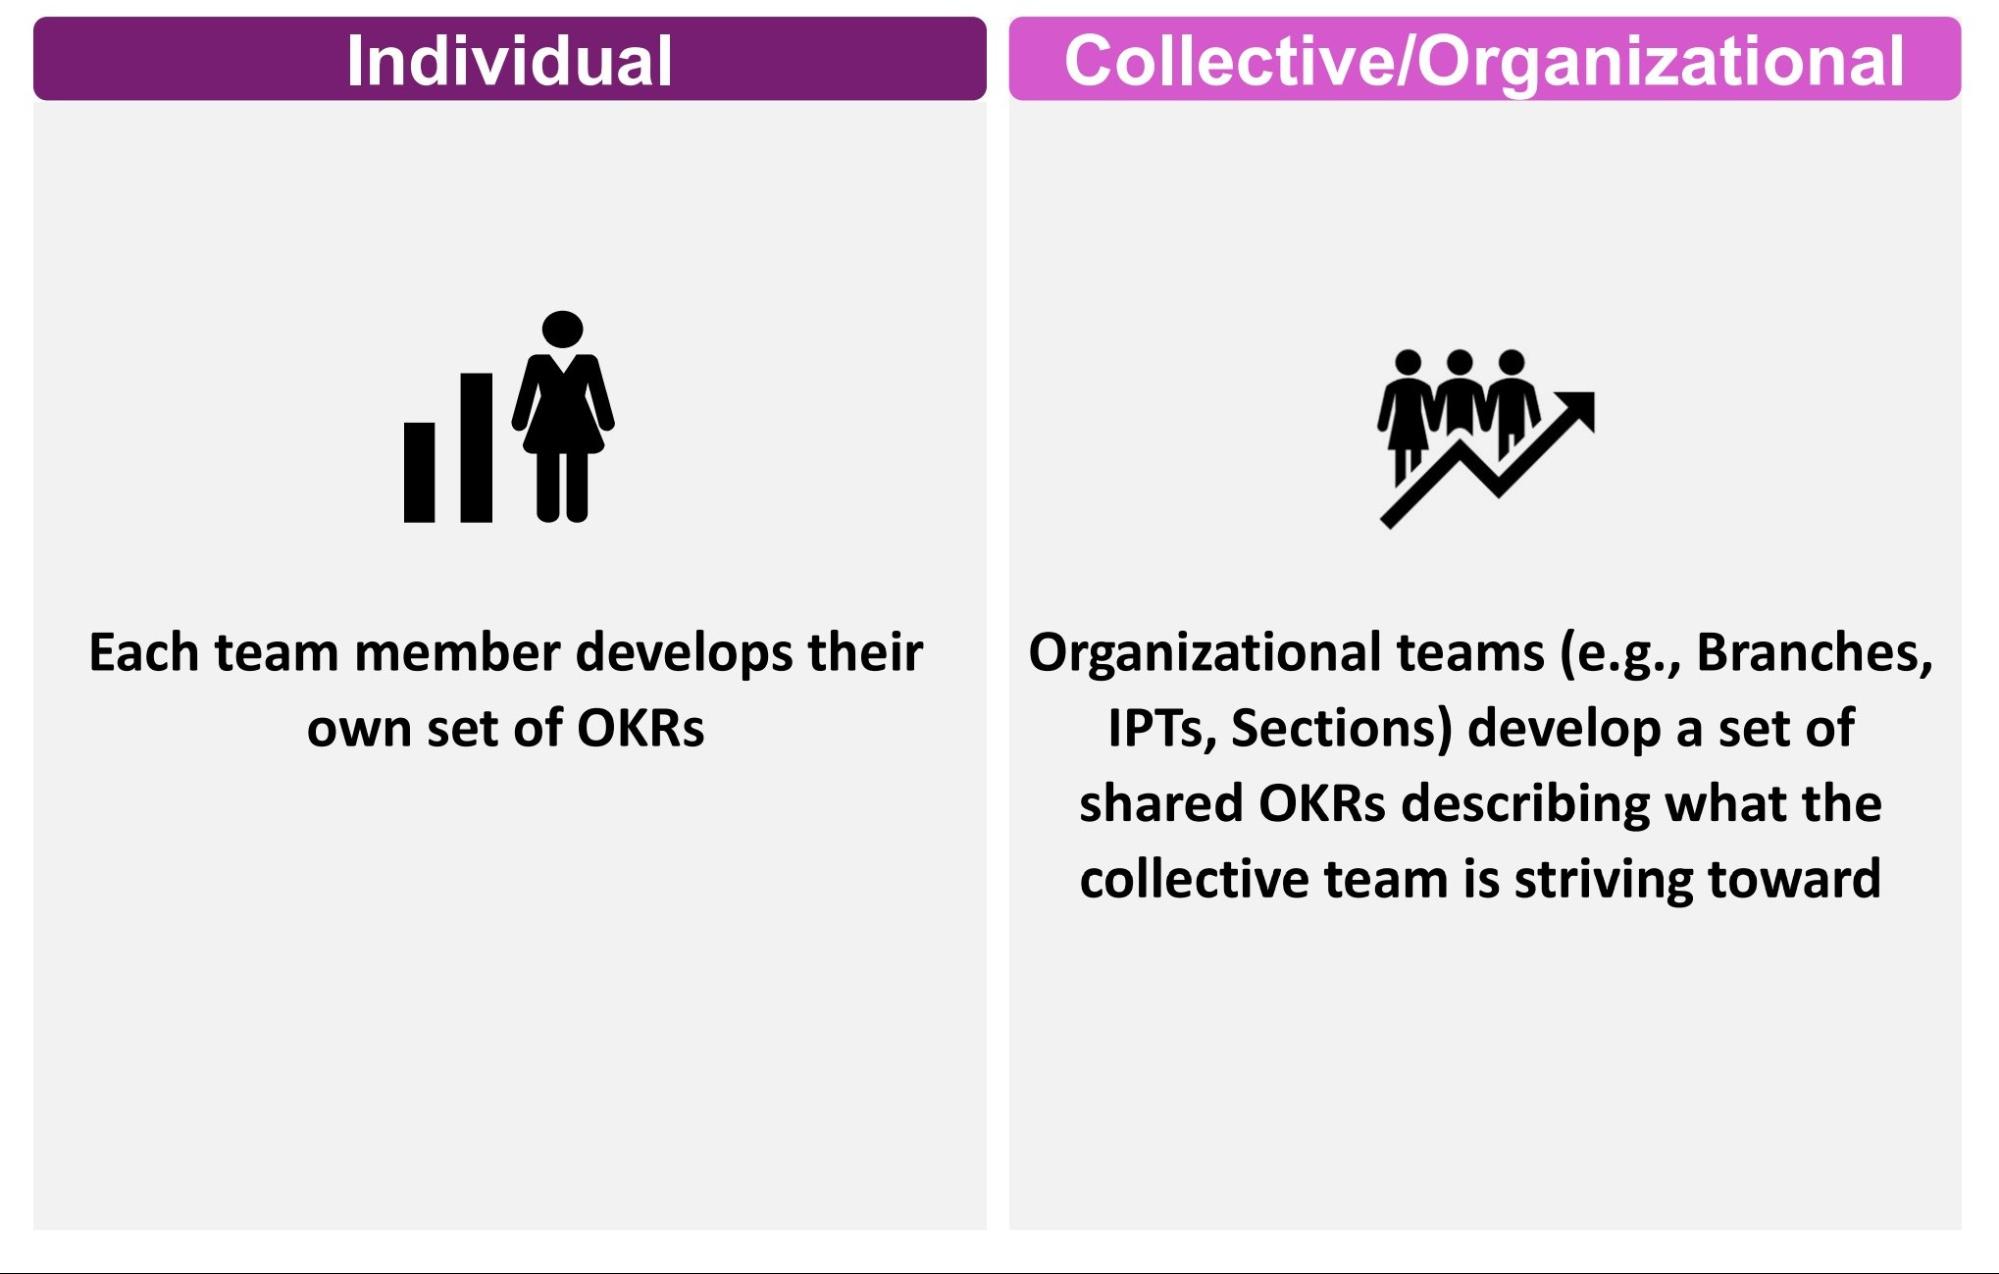 Individual
Each team member develops their
own set of OKRs
Collective/Organizational
Organizational teams (e.g., Branches,
IPTs, Sections) develop a set of
shared OKRs describing what the
collective team is striving toward